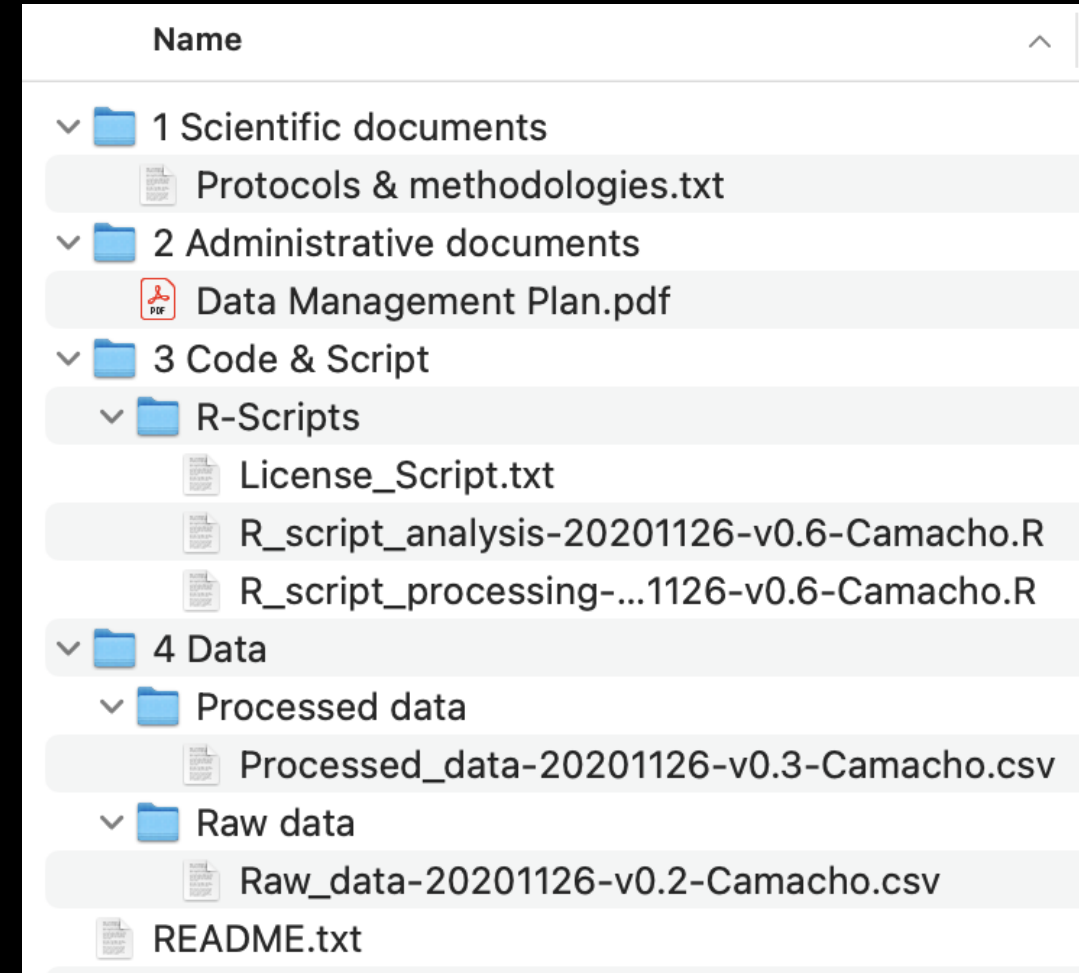 Name
1 Scientific documents
Protocols & methodologies.txt
2 Administrative documents
PDF
Data Management Plan.pdf
3 Code & Script
R-Scripts
License_Script.txt
R_script_analysis-20201126-v0.6-Camacho.R
R_script_processing-...1126-v0.6-Camacho.R
4 Data
Processed data
Processed_data-20201126-v0.3-Camacho.csv
Raw data
Raw_data-20201126-v0.2-Camacho.csv
README.txt